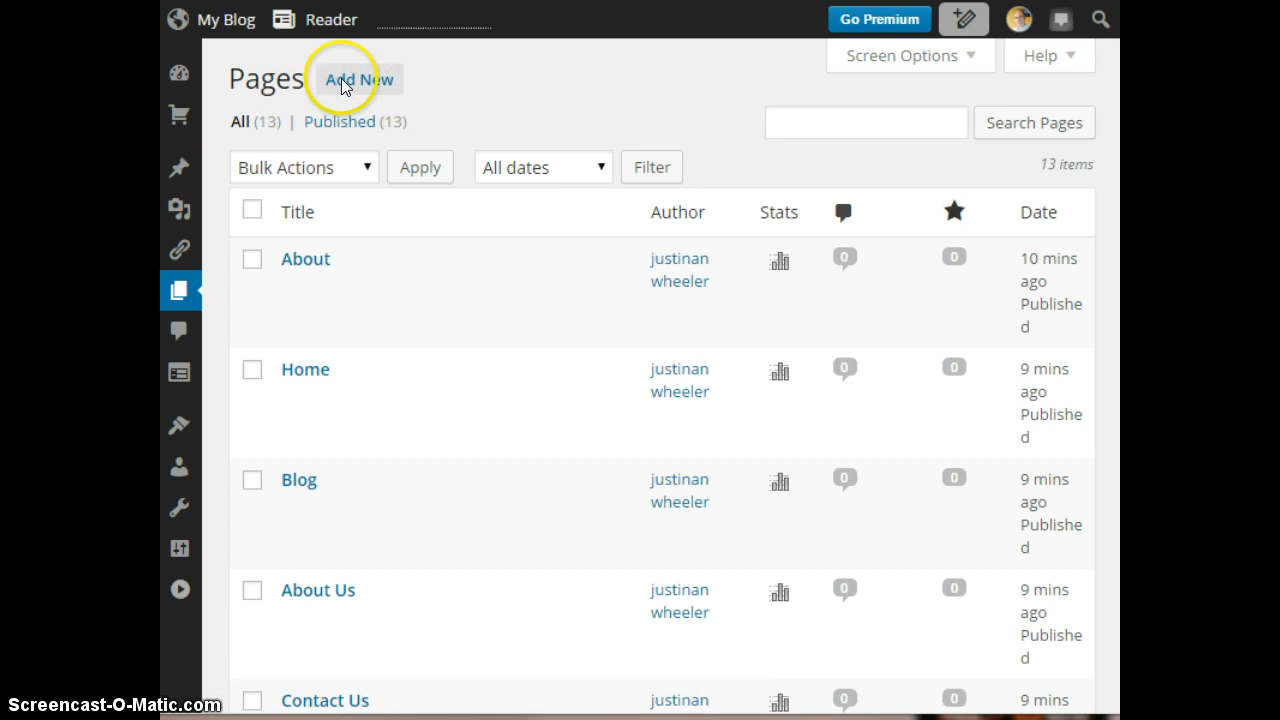 My Blog Reader Go Premium
Screen Options Help
Pages Add New
All (13) | Published (13) Search Pages
Bulk Actions Apply All dates Filter 13 items
Title Author Stats Date
About justinan 0 0 10 mins
wheeler ago
Publishe
d
Home justinan 0 0 9 mins
wheeler ago
Publishe
d
Blog justinan 0 0 9 mins
wheeler ago
Publishe
d
About Us justinan 0 0 9 mins
wheeler ago
Publishe
d
Contact Us justinan 0 0 9 mins
Screencast-O-Matic.com